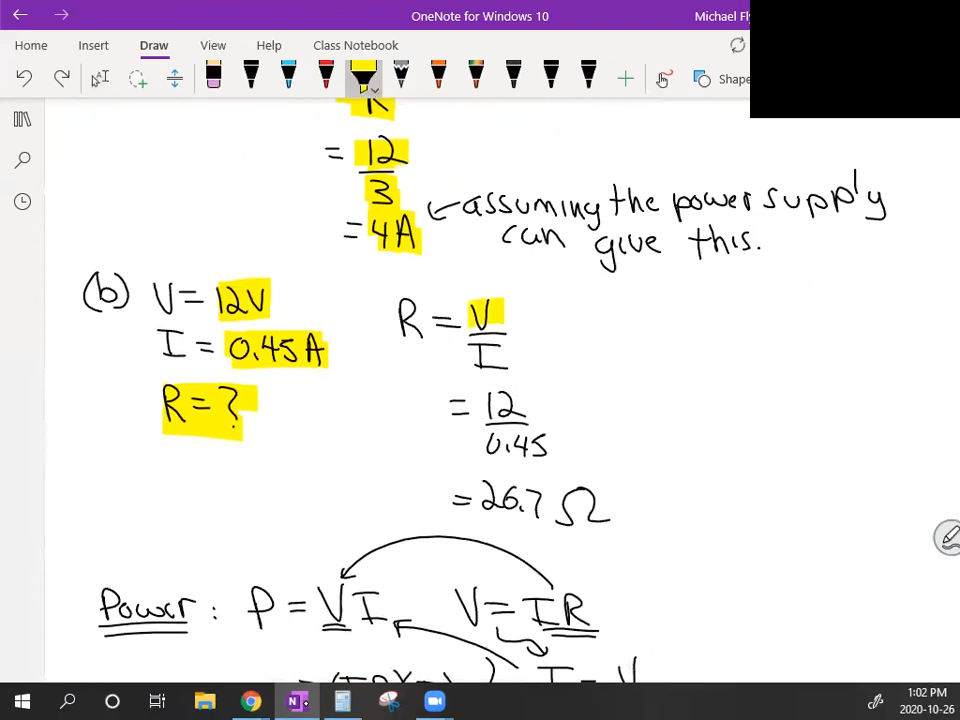 OneNote for Windows 10
Michael Fl
Home Insert Draw View Help Class Notebook
Shape
R
= 12
3
= 4A
assuming the power supply
can give this.
(b) V = 12V
I = 0.45A
R = ?
R = V
I
= 12
0.45
= 26.7 Ω
Power : P = VI V = IR
I = V
1:02 PM
2020-10-26